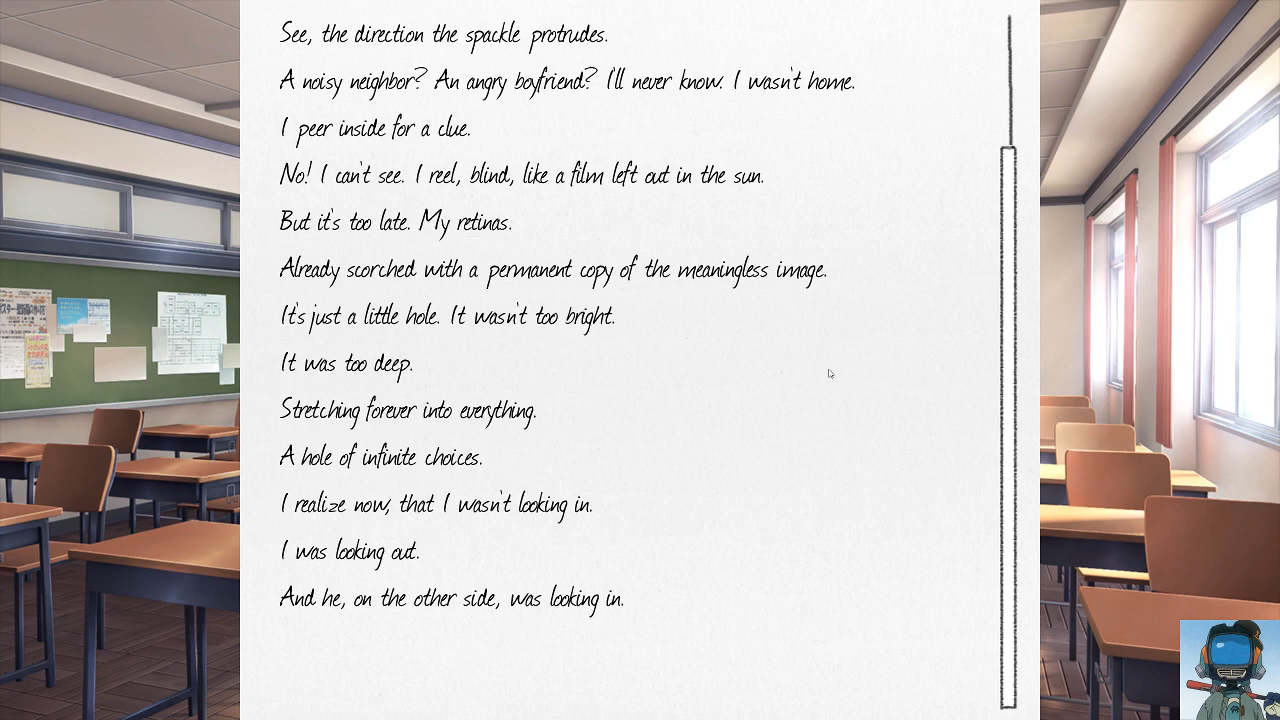 See, the direction the spackle protrudes.
A noisy neighbor? An angry boyfriend? I'll never know. I wasn't home.
I peer inside for a clue.
No! I can't see. I reel, blind, like a film left out in the sun.
But it's too late. My retinas.
Already scorched with a permanent copy of the meaningless image.
It's just a little hole. It wasn't too bright.
It was too deep.
Stretching forever into everything.
A hole of infinite choices.
I realize now, that I wasn't looking in.
I was looking out.
And he, on the other side, was looking in.